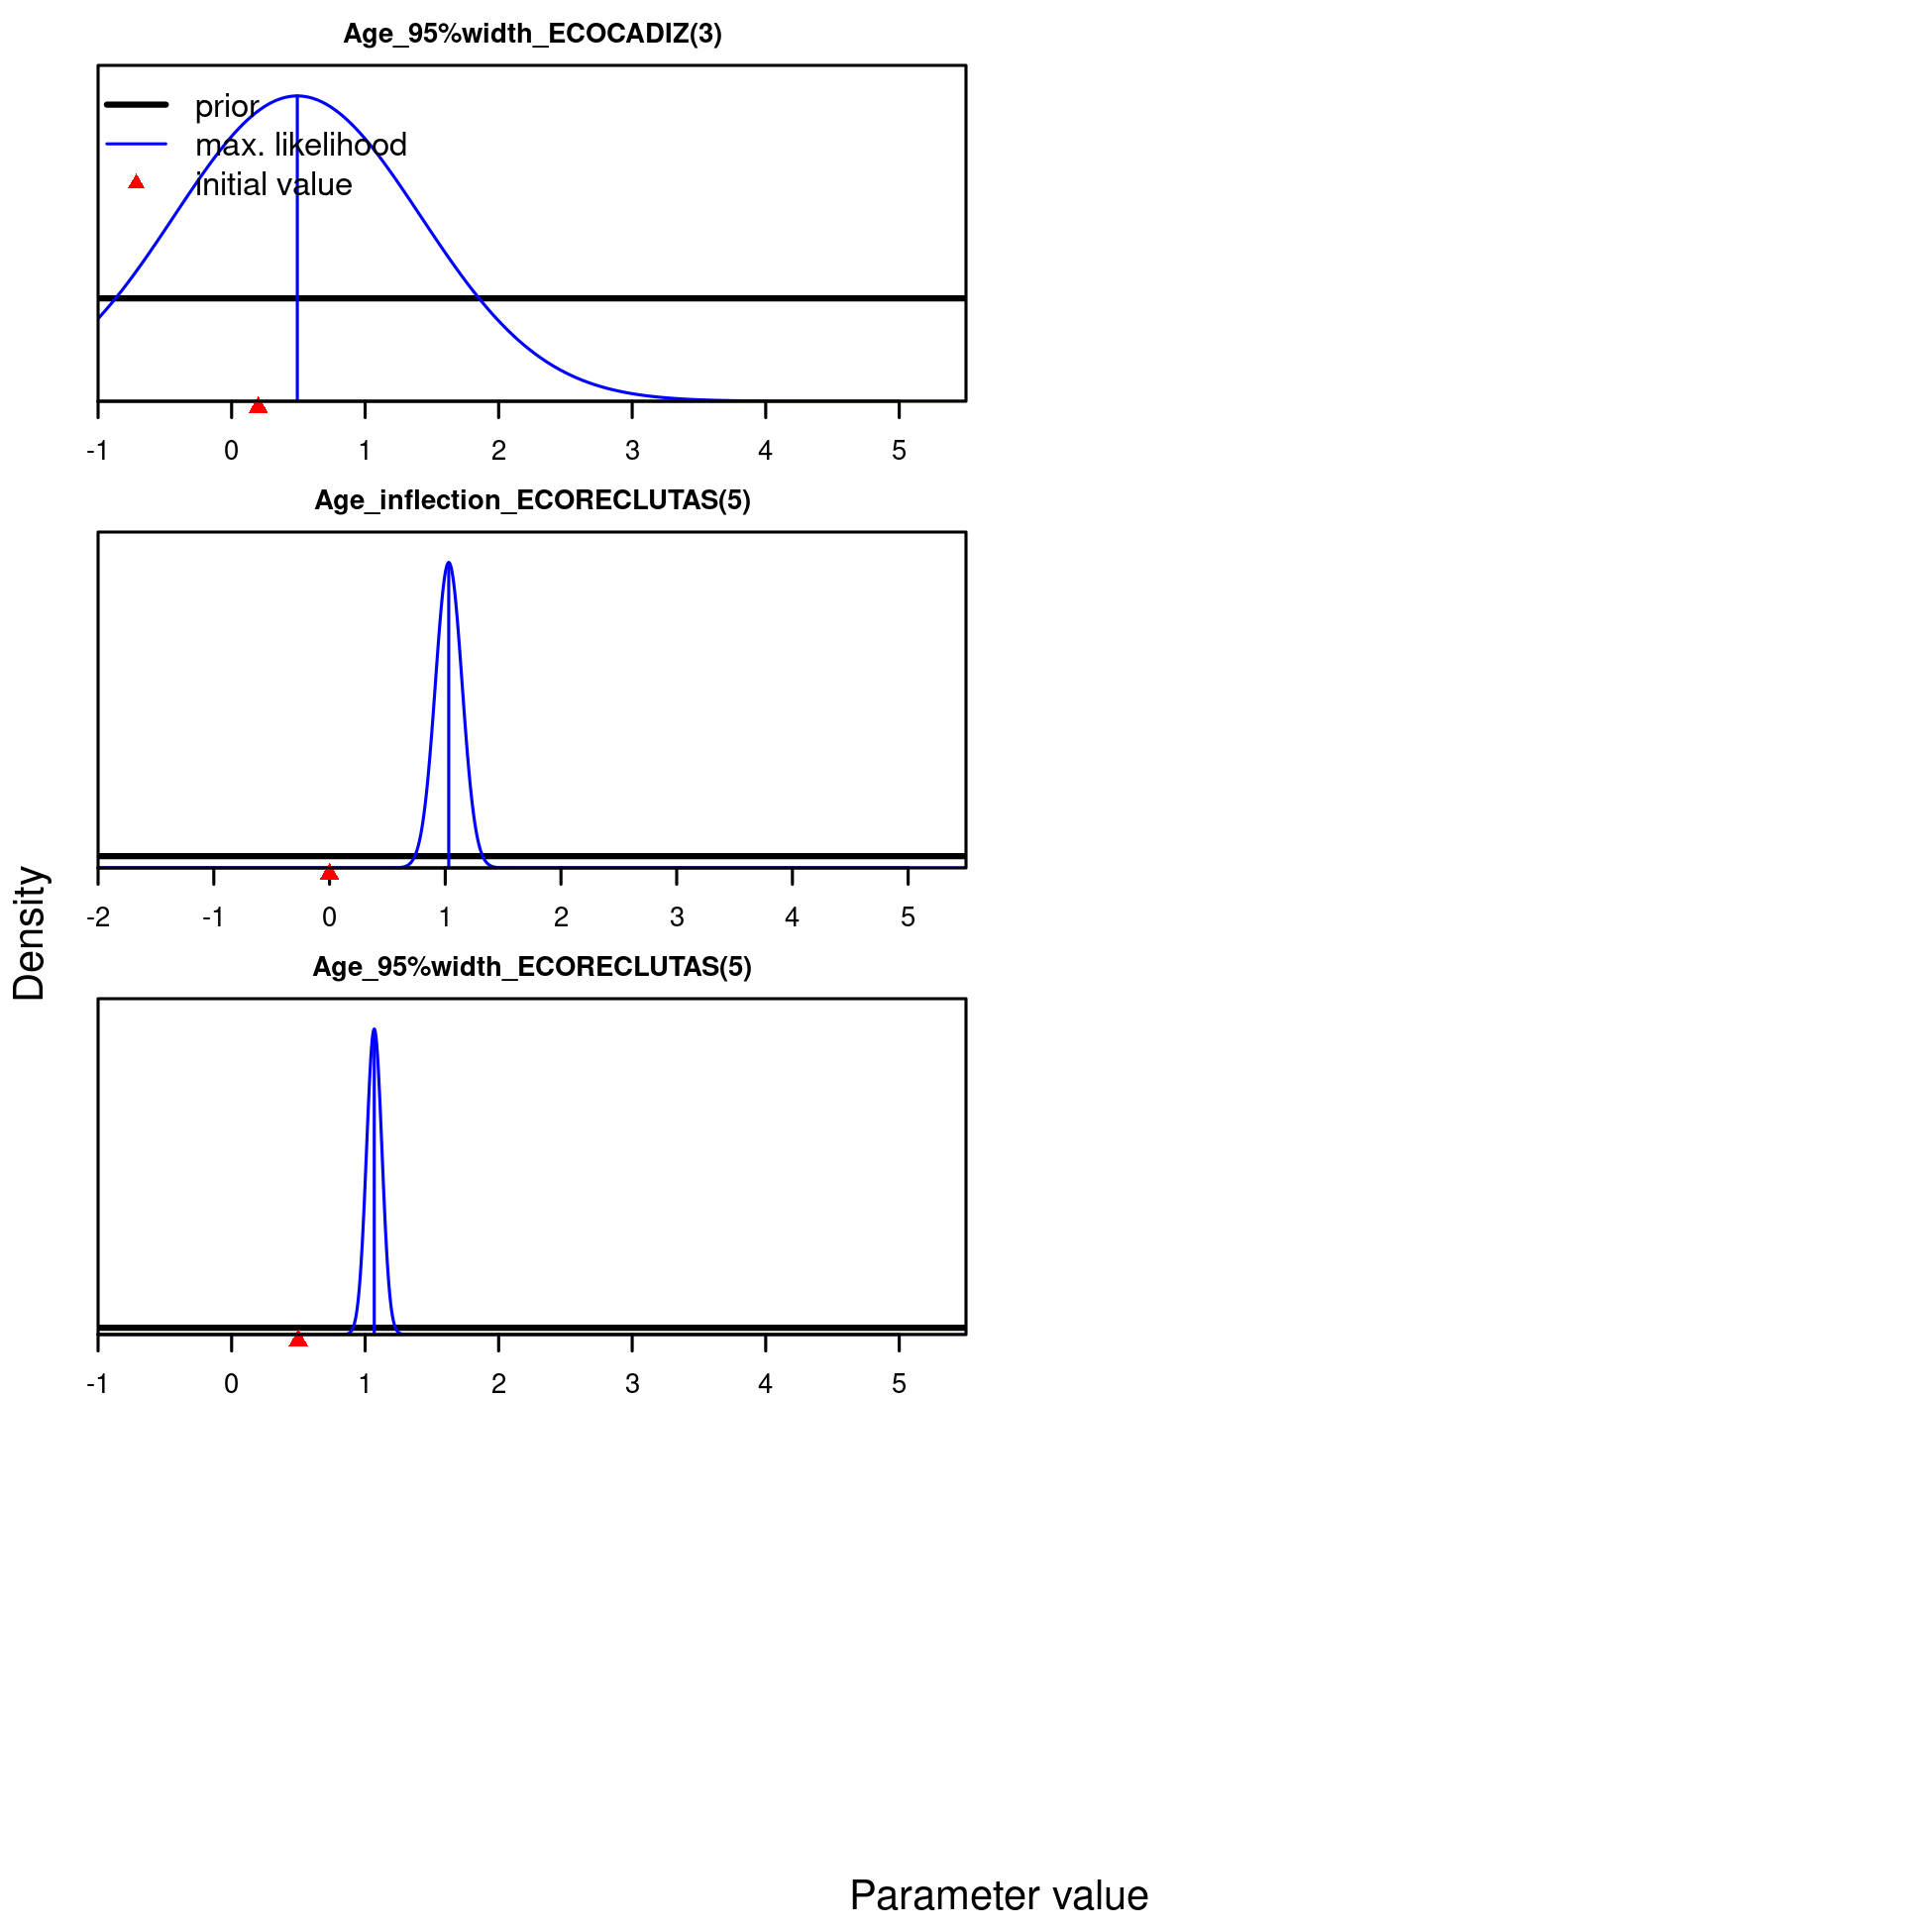 Age_95%width_ECOCADIZ(3)
prior
max. likelihood
initial value
-1 0 1 2 3 4 5
Age_inflection_ECORECLUTAS(5)
-2 -1 0 1 2 3 4 5
Age_95%width_ECORECLUTAS(5)
-1 0 1 2 3 4 5
Density
Parameter value